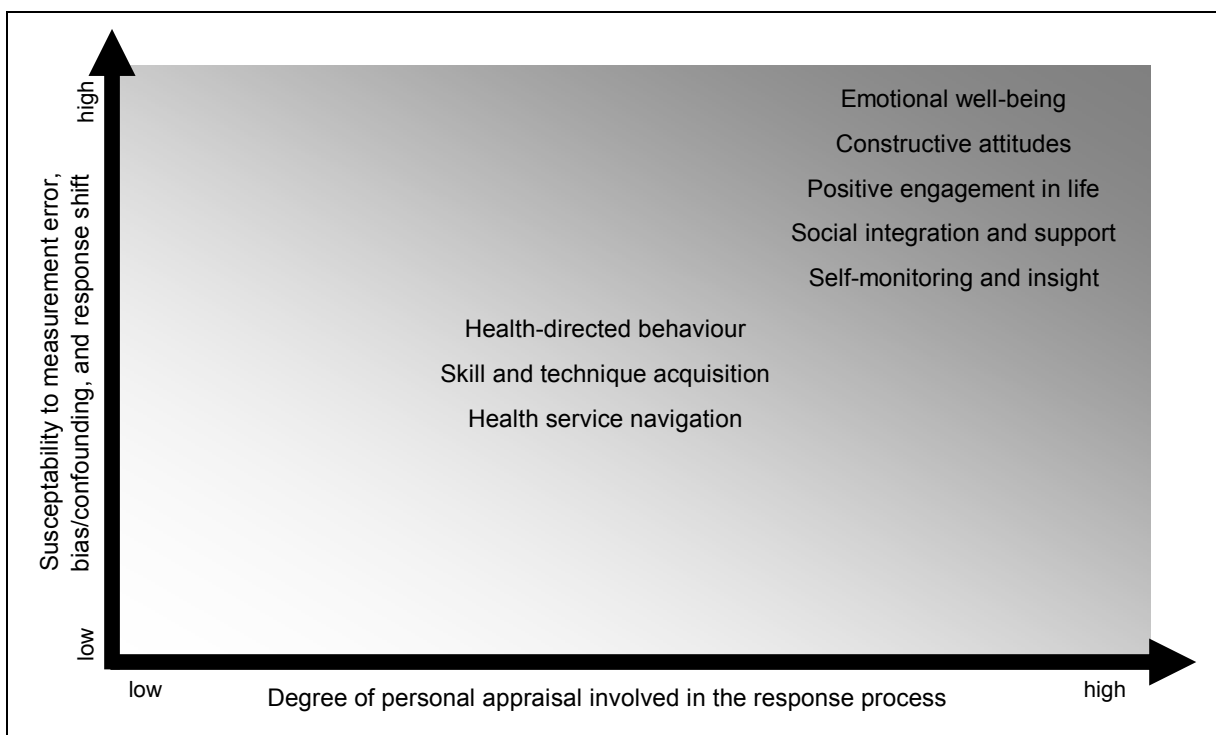 high
Susceptability to measurement error,
bias/confounding, and response shift
low
Emotional well-being
Constructive attitudes
Positive engagement in life
Social integration and support
Self-monitoring and insight
Health-directed behaviour
Skill and technique acquisition
Health service navigation
low
Degree of personal appraisal involved in the response process
high